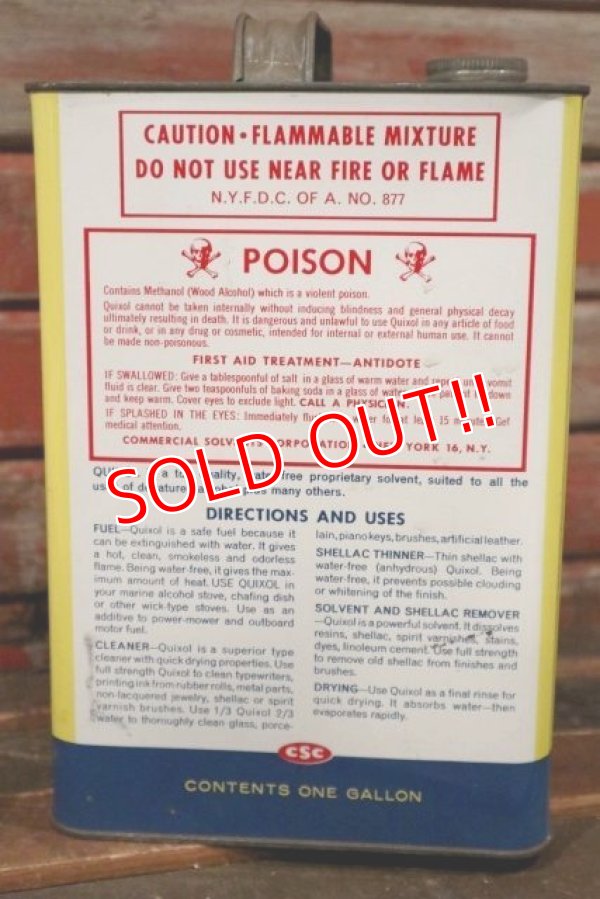 CAUTION • FLAMMABLE MIXTURE
DO NOT USE NEAR FIRE OR FLAME
N.Y.F.D.C. OF A. NO. 877
POISON
Contains Methanol (Wood Alcohol) which is a violent poison.
Quixol cannot be taken internally without inducing blindness and general physical decay
ultimately resulting in death. It is dangerous and unlawful to use Quixol in any article of food
or drink, or in any drug or cosmetic, intended for internal or external human use. It cannot
be made non-poisonous.
FIRST AID TREATMENT—ANTIDOTE
IF SWALLOWED: Give a tablespoonful of salt in a glass of warm water and repeat until vomit
fluid is clear. Give two teaspoonfuls of baking soda in a glass of water. patient down
and keep warm. Cover eyes to exclude light. CALL A PHYSICIAN.
IF SPLASHED IN THE EYES: Immediately water for at 15 Get
medical attention.
COMMERCIAL SOLVENTS CORPORATION NEW YORK 16, N.Y.
SOLD OUT!!
a quality, free proprietary solvent, suited to all the
many others.
DIRECTIONS AND USES
FUEL—Quixol is a safe fuel because it
can be extinguished with water. It gives
a hot, clean, smokeless and odorless
flame. Being water-free, it gives the max-
imum amount of heat. USE QUIXOL in
your marine alcohol stove, chafing dish
or other wick-type stoves. Use as an
additive to power-mower and outboard
motor fuel.
CLEANER—Quixol is a superior type
cleaner with quick drying properties. Use
full strength Quixol to clean typewriters,
printing ink from rubber rolls, metal parts,
non-lacquered jewelry, shellac or spirit
varnish brushes. Use 1/3 Quixol 2/3
water to thoroughly clean glass, porce-
lain, piano keys, brushes, artificial leather.
SHELLAC THINNER—Thin shellac with
water-free (anhydrous) Quixol. Being
water-free, it prevents possible clouding
or whitening of the finish.
SOLVENT AND SHELLAC REMOVER
—Quixol is a powerful solvent. It dissolves
resins, shellac, spirit varnishes, stains,
dyes, linoleum cement. Use full strength
to remove old shellac from finishes and
brushes.
DRYING—Use Quixol as a final rinse for
quick drying. It absorbs water—then
evaporates rapidly.
CSC
CONTENTS ONE GALLON